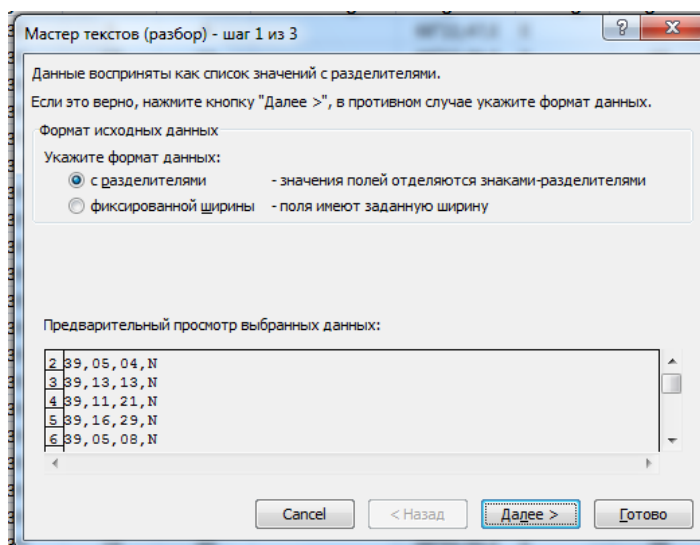 Мастер текстов (разбор) - шаг 1 из 3
Данные восприняты как список значений с разделителями.
Если это верно, нажмите кнопку "Далее >", в противном случае укажите формат данных.
Формат исходных данных
Укажите формат данных:
с разделителями - значения полей отделяются знаками-разделителями
фиксированной ширины - поля имеют заданную ширину
Предварительный просмотр выбранных данных:
2 39,05,04,N
3 39,13,13,N
4 39,11,21,N
5 39,16,29,N
6 39,05,08,N
Cancel < Назад Далее > Готово